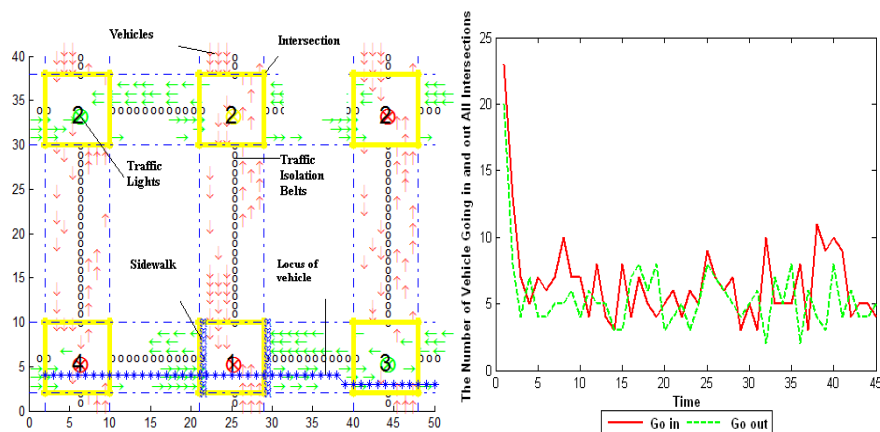 Vehicles
Intersection
Traffic
Lights
Traffic
Isolation
Belts
Sidewalk
Locus of
vehicle
2
2
2
4
1
3
40
35
30
25
20
15
10
5
0
0 5 10 15 20 25 30 35 40 45 50
The Number of Vehicle Going in and out All Intersections
25
20
15
10
5
0
0 5 10 15 20 25 30 35 40 45
Time
Go in Go out